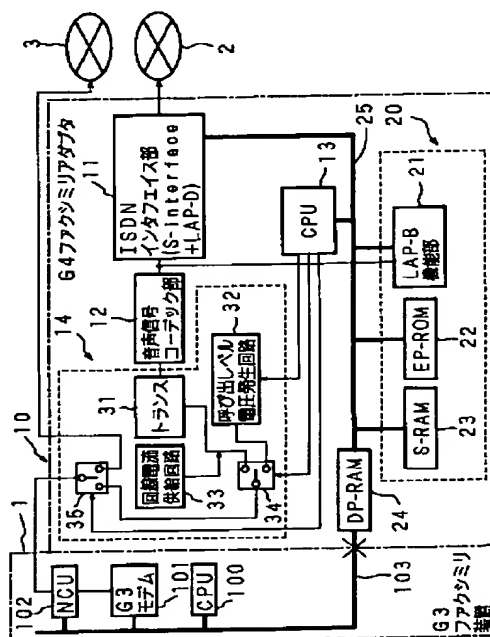 3
2
G4ファクシミリアダプタ
11
ISDN
インタフェイス部
(S-Interface
+LAP-D)
25
20
13
CPU
21
LAP-B
機能部
12
音声信号
コーデック部
14
32
呼び出しレベル
電圧発生回路
22
EP-ROM
31
トランス
10
33
回線電流
供給回路
34
35
23
S-RAM
24
DP-RAM
1
102
NCU
G3
モデム
101
CPU
100
103
G3
ファクシミリ
装置